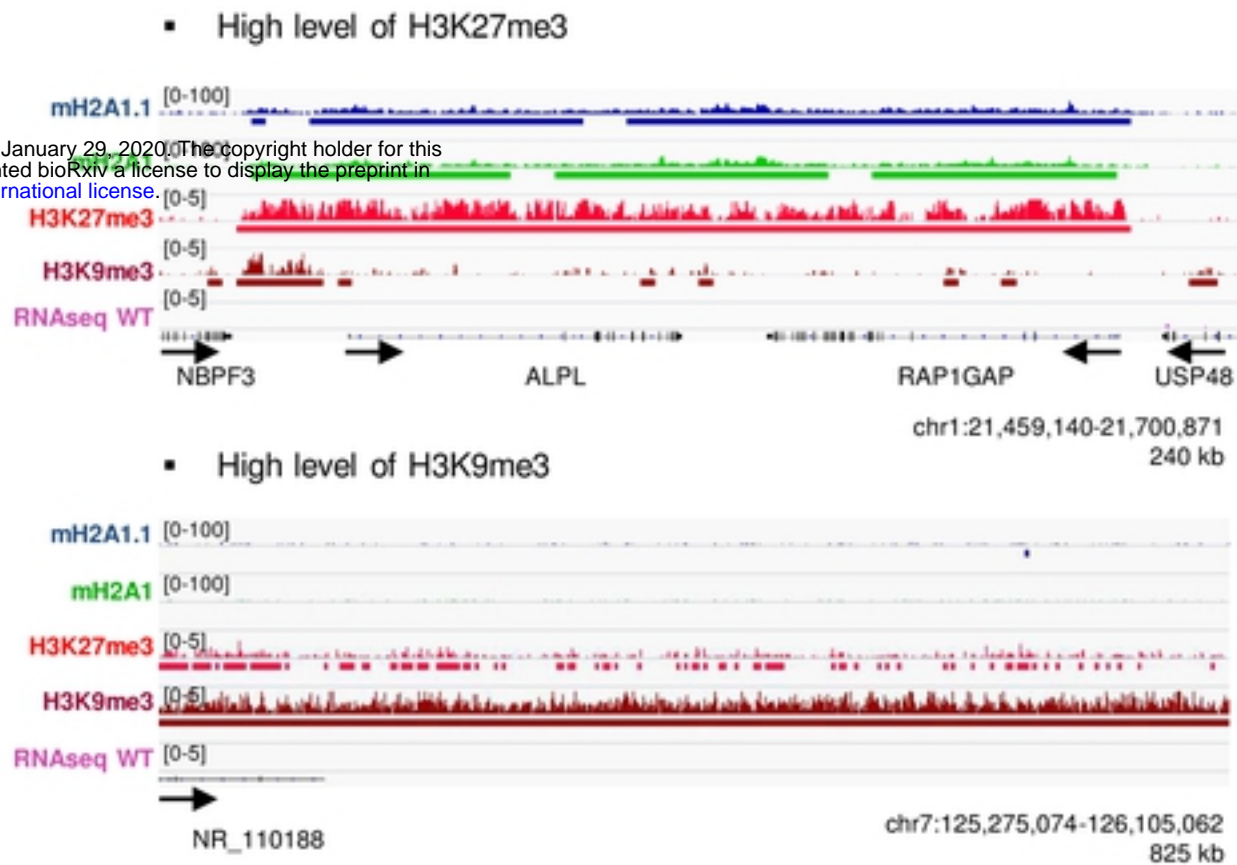 ▪ High level of H3K27me3
mH2A1.1 [0-100]
January 29, 2020. The copyright holder for this
mH2A1 [0-100]
ted bioRxiv a license to display the preprint in
rnational license.
H3K27me3 [0-5]
H3K9me3 [0-5]
RNAseq WT [0-5]
NBPF3 ALPL RAP1GAP USP48
chr1:21,459,140-21,700,871
240 kb
▪ High level of H3K9me3
mH2A1.1 [0-100]
mH2A1 [0-100]
H3K27me3 [0-5]
H3K9me3 [0-5]
RNAseq WT [0-5]
NR_110188
chr7:125,275,074-126,105,062
825 kb